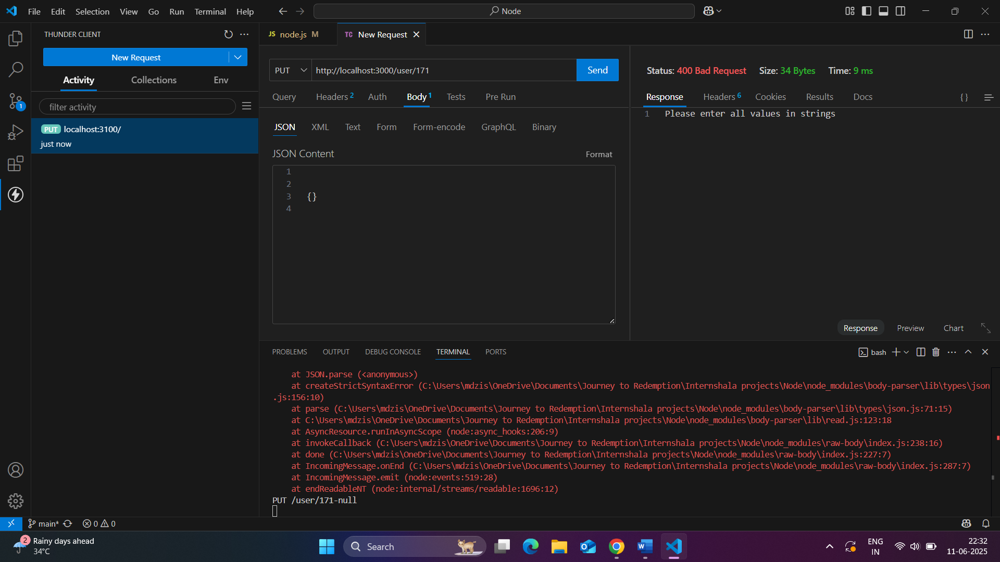 File Edit Selection View Go Run Terminal Help
Node
THUNDER CLIENT
New Request
Activity Collections Env
filter activity
PUT localhost:3100/
just now
1
JS node.js M
TC New Request
PUT http://localhost:3000/user/171 Send
Query Headers 2 Auth Body 1 Tests Pre Run
JSON XML Text Form Form-encode GraphQL Binary
JSON Content Format
1
2
3 {}
4
Status: 400 Bad Request Size: 34 Bytes Time: 9 ms
Response Headers 6 Cookies Results Docs { }
1 Please enter all values in strings
Response Preview Chart
PROBLEMS OUTPUT DEBUG CONSOLE TERMINAL PORTS
bash
at JSON.parse (<anonymous>)
at createStrictSyntaxError (C:\Users\mdzis\OneDrive\Documents\Journey to Redemption\Internshala projects\Node\node_modules\body-parser\lib\types\json
.js:156:10)
at parse (C:\Users\mdzis\OneDrive\Documents\Journey to Redemption\Internshala projects\Node\node_modules\body-parser\lib\types\json.js:71:15)
at C:\Users\mdzis\OneDrive\Documents\Journey to Redemption\Internshala projects\Node\node_modules\body-parser\lib\read.js:123:18
at AsyncResource.runInAsyncScope (node:async_hooks:206:9)
at invokeCallback (C:\Users\mdzis\OneDrive\Documents\Journey to Redemption\Internshala projects\Node\node_modules\raw-body\index.js:238:16)
at done (C:\Users\mdzis\OneDrive\Documents\Journey to Redemption\Internshala projects\Node\node_modules\raw-body\index.js:227:7)
at IncomingMessage.onEnd (C:\Users\mdzis\OneDrive\Documents\Journey to Redemption\Internshala projects\Node\node_modules\raw-body\index.js:287:7)
at IncomingMessage.emit (node:events:519:28)
at endReadableNT (node:internal/streams/readable:1696:12)
PUT /user/171-null
main* 0 0
2
Rainy days ahead
34°C
Search
ENG
IN
22:32
11-06-2025